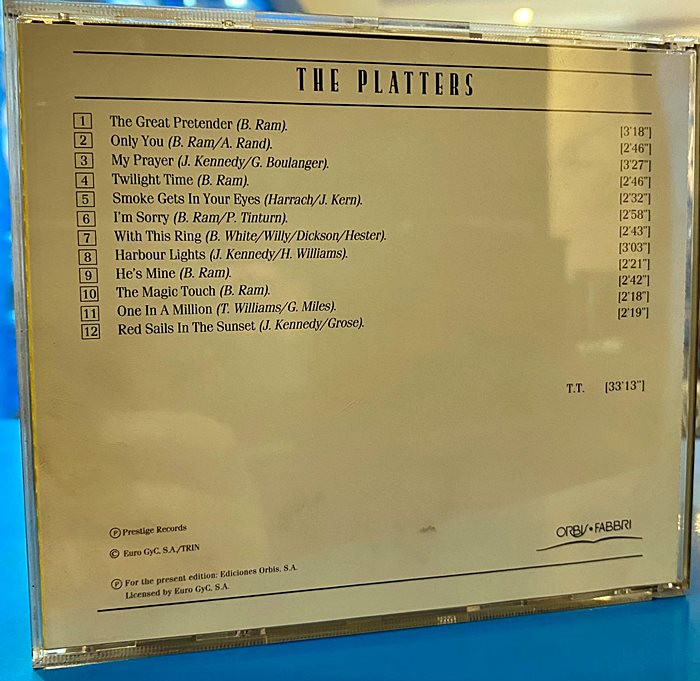 THE PLATTERS
1 The Great Pretender (B. Ram). [3'18"]
2 Only You (B. Ram/A. Rand). [2'46"]
3 My Prayer (J. Kennedy/G. Boulanger). [3'27"]
4 Twilight Time (B. Ram). [2'46"]
5 Smoke Gets In Your Eyes (Harrach/J. Kern). [2'32"]
6 I'm Sorry (B. Ram/P. Tinturn). [2'58"]
7 With This Ring (B. White/Willy/Dickson/Hester). [2'43"]
8 Harbour Lights (J. Kennedy/H. Williams). [3'03"]
9 He's Mine (B. Ram). [2'21"]
10 The Magic Touch (B. Ram). [2'42"]
11 One In A Million (T. Williams/G. Miles). [2'18"]
12 Red Sails In The Sunset (J. Kennedy/Grose). [2'19"]
T.T. [33'13"]
℗ Prestige Records
© Euro GyC, S.A./TRIN
℗ For the present edition: Ediciones Orbis, S.A.
Licensed by Euro GyC, S.A.
ORBIS•FABBRI